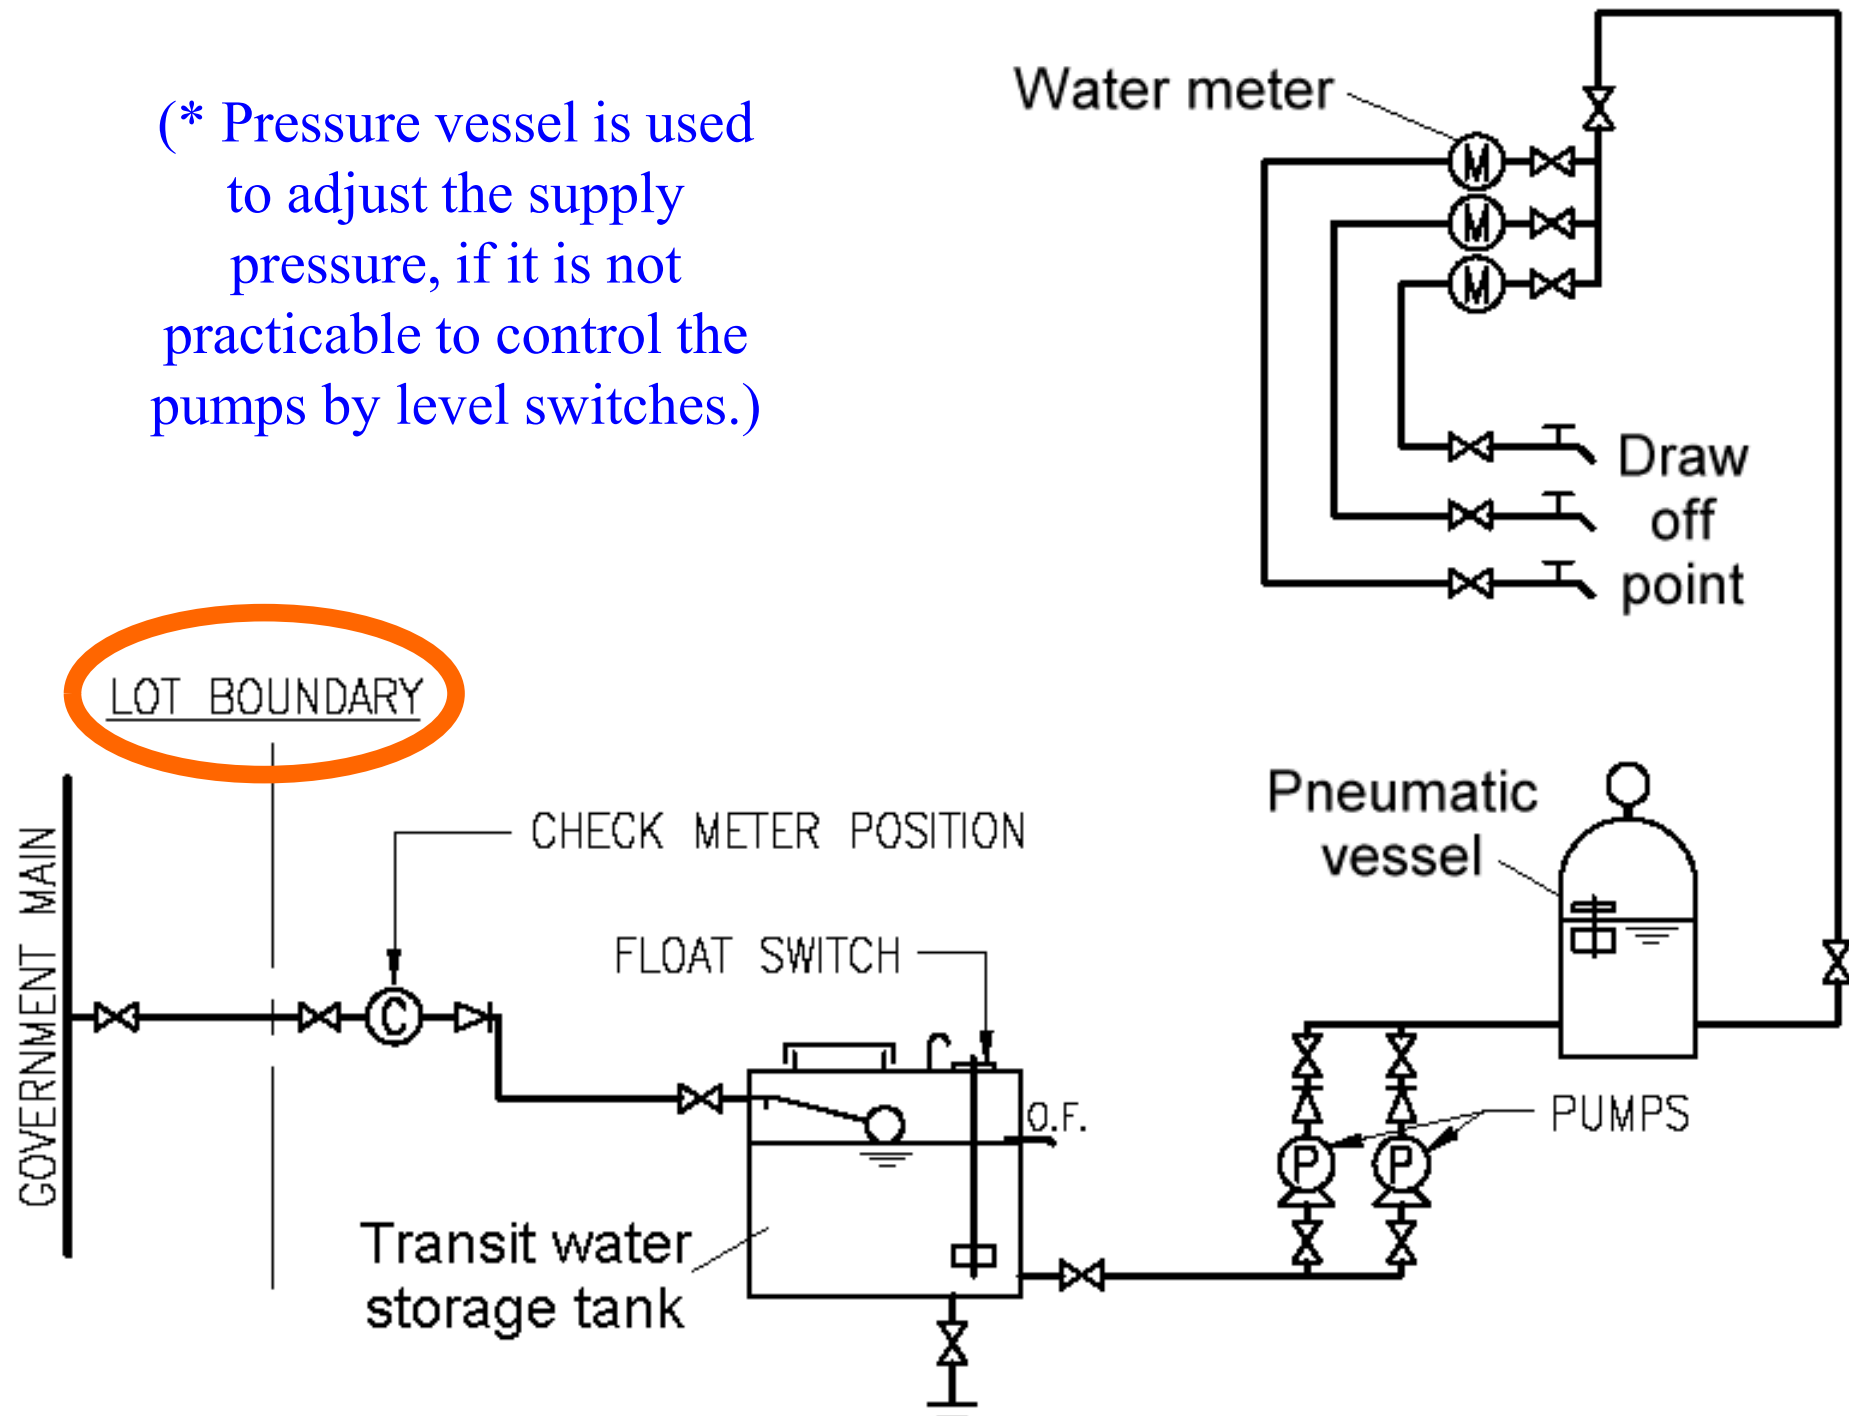 (* Pressure vessel is used
to adjust the supply
pressure, if it is not
practicable to control the
pumps by level switches.)
Water meter
M
M
M
Draw
off
point
LOT BOUNDARY
GOVERNMENT MAIN
CHECK METER POSITION
C
FLOAT SWITCH
O.F.
Transit water
storage tank
Pneumatic
vessel
PUMPS
P
P